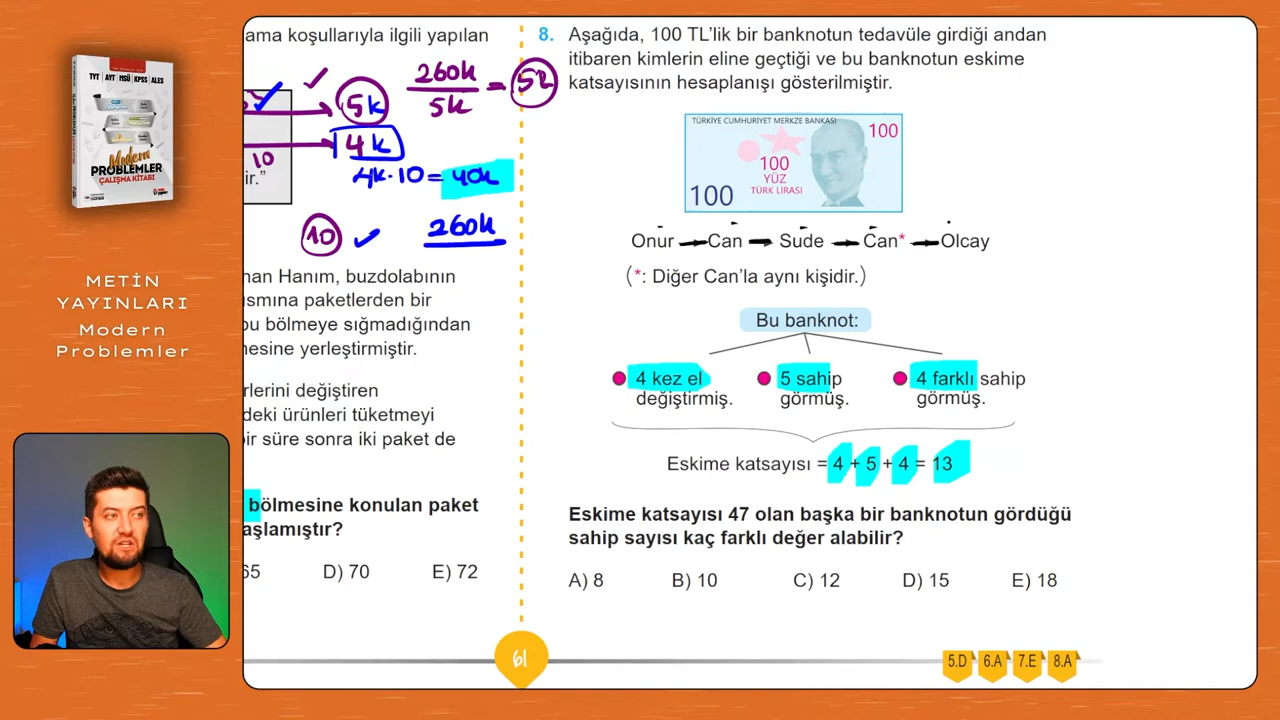 TYT | AYT | MSÜ | KPSS | ALES
Modern
PROBLEMLER
ÇALIŞMA KİTABI
METİN
YAYINLARI
Modern
Problemler
ama koşullarıyla ilgili yapılan
5k
260k
5k
= 52
4k
10
4k · 10 = 40k
ir.”
10
260k
nan Hanım, buzdolabının
ısmına paketlerden bir
bu bölmeye sığmadığından
nesine yerleştirmiştir.
rlerini değiştiren
deki ürünleri tüketmeyi
bir süre sonra iki paket de
bölmesine konulan paket
aşlamıştır?
65 D) 70 E) 72
8. Aşağıda, 100 TL’lik bir banknotun tedavüle girdiği andan
itibaren kimlerin eline geçtiği ve bu banknotun eskime
katsayısının hesaplanışı gösterilmiştir.
TÜRKİYE CUMHURİYET MERKZE BANKASI
100
100
YÜZ
TÜRK LİRASI
100
Onur → Can → Sude → Can* → Olcay
(*: Diğer Can’la aynı kişidir.)
Bu banknot:
4 kez el
değiştirmiş.
5 sahip
görmüş.
4 farklı sahip
görmüş.
Eskime katsayısı = 4 + 5 + 4 = 13
Eskime katsayısı 47 olan başka bir banknotun gördüğü
sahip sayısı kaç farklı değer alabilir?
A) 8 B) 10 C) 12 D) 15 E) 18
61
5.D 6.A 7.E 8.A